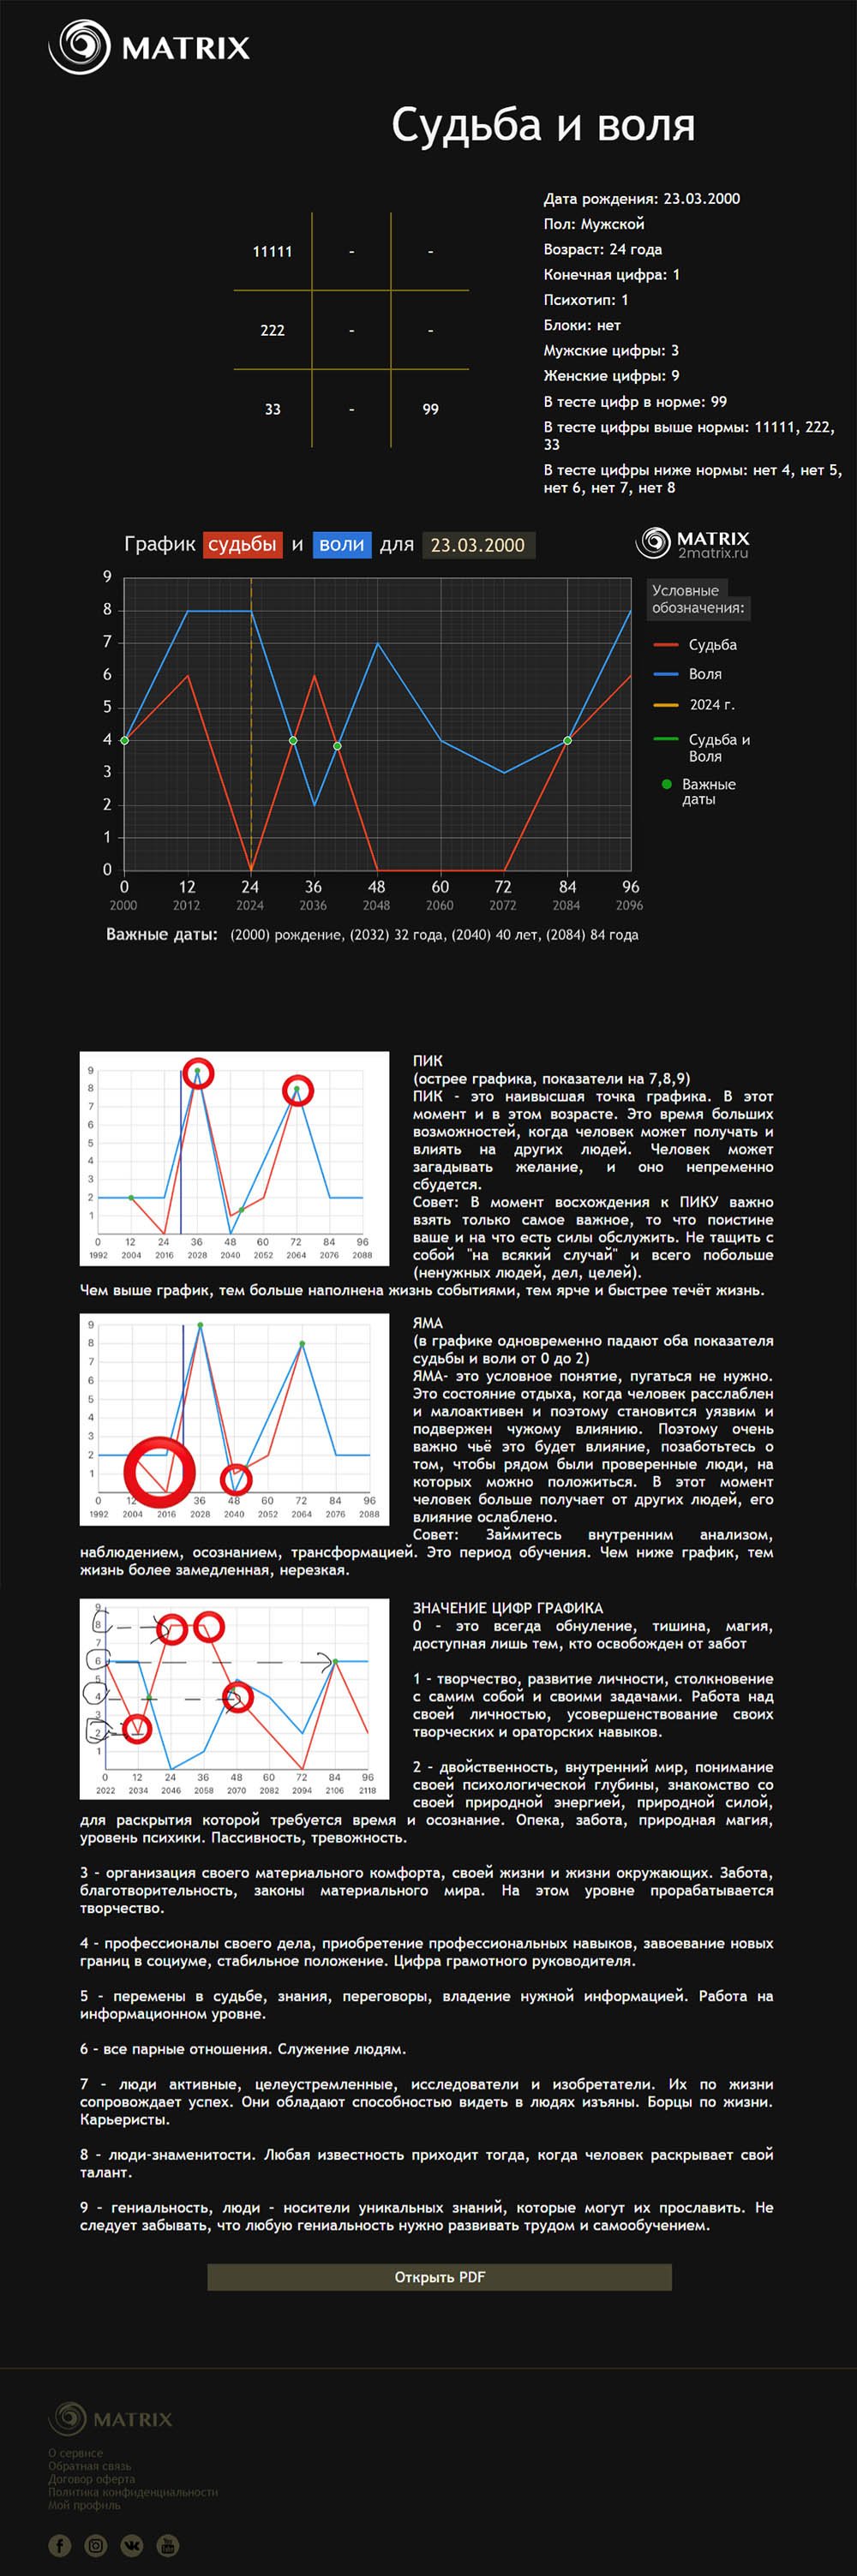 MATRIX
Судьба и воля
11111 - -
222 - -
33 - 99
Дата рождения: 23.03.2000
Пол: Мужской
Возраст: 24 года
Конечная цифра: 1
Психотип: 1
Блоки: нет
Мужские цифры: 3
Женские цифры: 9
В тесте цифр в норме: 99
В тесте цифры выше нормы: 11111, 222,
33
В тесте цифры ниже нормы: нет 4, нет 5,
нет 6, нет 7, нет 8
График судьбы и воли для 23.03.2000
MATRIX
2matrix.ru
9
8
7
6
5
4
3
2
1
0
0 12 24 36 48 60 72 84 96
2000 2012 2024 2036 2048 2060 2072 2084 2096
Условные
обозначения:
Судьба
Воля
2024 г.
Судьба и
Воля
Важные
даты
Важные даты: (2000) рождение, (2032) 32 года, (2040) 40 лет, (2084) 84 года
9
8
7
6
5
4
3
2
1
0 12 24 36 48 60 72 84 96
1992 2004 2016 2028 2040 2052 2064 2076 2088
ПИК
(острее графика, показатели на 7,8,9)
ПИК - это наивысшая точка графика. В этот
момент и в этом возрасте. Это время больших
возможностей, когда человек может получать и
влиять на других людей. Человек может
загадывать желание, и оно непременно
сбудется.
Совет: В момент восхождения к ПИКУ важно
взять только самое важное, то что поистине
ваше и на что есть силы обслужить. Не тащить с
собой "на всякий случай" и всего побольше
(ненужных людей, дел, целей).
Чем выше график, тем больше наполнена жизнь событиями, тем ярче и быстрее течёт жизнь.
9
8
7
6
5
4
3
2
1
0 12 36 48 60 72 84 96
1992 2004 2016 2028 2040 2052 2064 2076 2088
ЯМА
(в графике одновременно падают оба показателя
судьбы и воли от 0 до 2)
ЯМА- это условное понятие, пугаться не нужно.
Это состояние отдыха, когда человек расслаблен
и малоактивен и поэтому становится уязвим и
подвержен чужому влиянию. Поэтому очень
важно чьё это будет влияние, позаботьтесь о
том, чтобы рядом были проверенные люди, на
которых можно положиться. В этот момент
человек больше получает от других людей, его
влияние ослаблено.
Совет: Займитесь внутренним анализом,
наблюдением, осознанием, трансформацией. Это период обучения. Чем ниже график, тем
жизнь более замедленная, нерезкая.
9
8
7
6
5
4
3
2
1
0 12 24 36 48 60 72 84 96
2022 2034 2046 2058 2070 2082 2094 2106 2118
ЗНАЧЕНИЕ ЦИФР ГРАФИКА
0 - это всегда обнуление, тишина, магия,
доступная лишь тем, кто освобожден от забот
1 - творчество, развитие личности, столкновение
с самим собой и своими задачами. Работа над
своей личностью, усовершенствование своих
творческих и ораторских навыков.
2 - двойственность, внутренний мир, понимание
своей психологической глубины, знакомство со
своей природной энергией, природной силой,
для раскрытия которой требуется время и осознание. Опека, забота, природная магия,
уровень психики. Пассивность, тревожность.
3 - организация своего материального комфорта, своей жизни и жизни окружающих. Забота,
благотворительность, законы материального мира. На этом уровне прорабатывается
творчество.
4 - профессионалы своего дела, приобретение профессиональных навыков, завоевание новых
границ в социуме, стабильное положение. Цифра грамотного руководителя.
5 - перемены в судьбе, знания, переговоры, владение нужной информацией. Работа на
информационном уровне.
6 - все парные отношения. Служение людям.
7 - люди активные, целеустремленные, исследователи и изобретатели. Их по жизни
сопровождает успех. Они обладают способностью видеть в людях изъяны. Борцы по жизни.
Карьеристы.
8 - люди-знаменитости. Любая известность приходит тогда, когда человек раскрывает свой
талант.
9 - гениальность, люди - носители уникальных знаний, которые могут их прославить. Не
следует забывать, что любую гениальность нужно развивать трудом и самообучением.
Открыть PDF
MATRIX
О сервисе
Обратная связь
Договор оферта
Политика конфиденциальности
Мой профиль